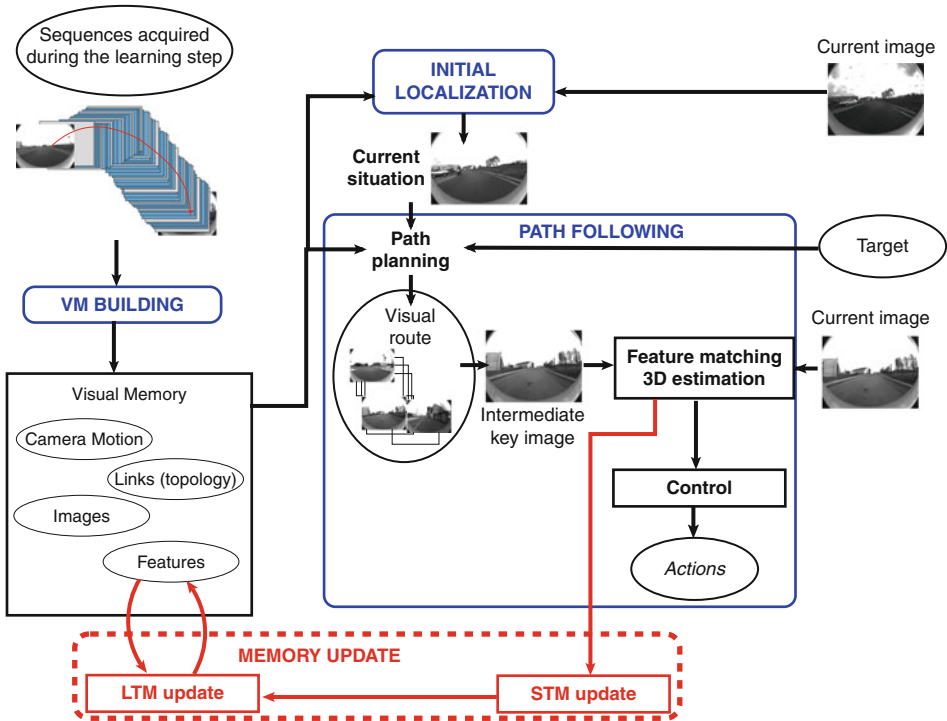 Sequences acquired
during the learning step
INITIAL
LOCALIZATION
Current image
Current
situation
PATH FOLLOWING
Path
planning
Target
VM BUILDING
Visual
route
Current image
Feature matching
3D estimation
Intermediate
key image
Visual Memory
Camera Motion
Links (topology)
Images
Features
Control
Actions
MEMORY UPDATE
LTM update
STM update